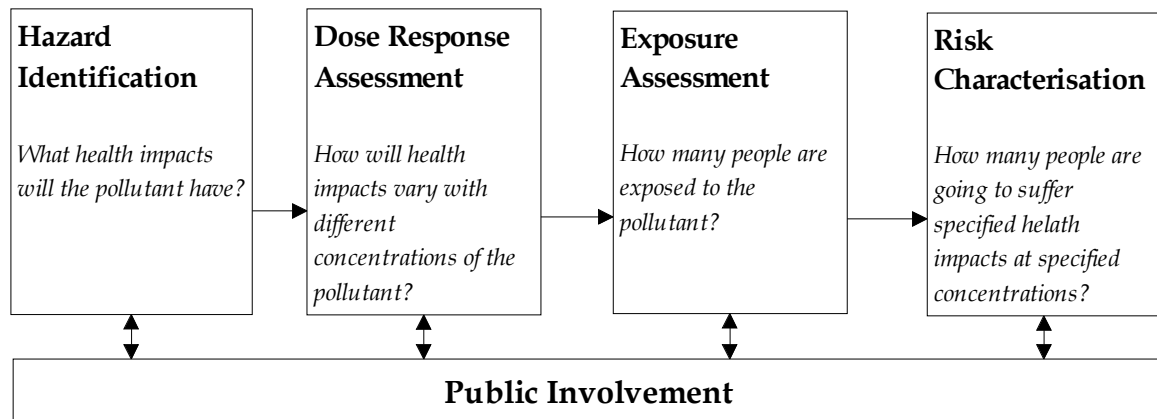 Hazard
Identification
What health impacts
will the pollutant have?
Dose Response
Assessment
How will health
impacts vary with
different
concentrations of the
pollutant?
Exposure
Assessment
How many people are
exposed to the
pollutant?
Risk
Characterisation
How many people are
going to suffer
specified helath
impacts at specified
concentrations?
Public Involvement